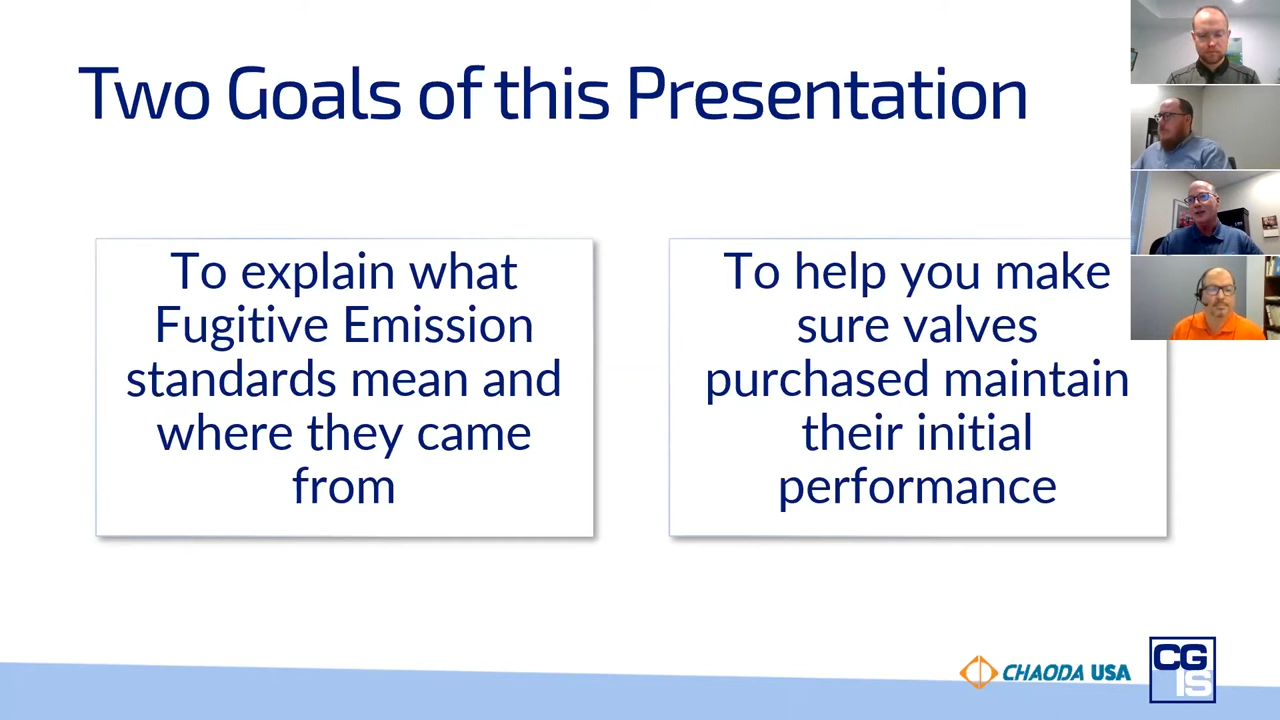 Two Goals of this Presentation
To explain what
Fugitive Emission
standards mean and
where they came
from
To help you make
sure valves
purchased maintain
their initial
performance
CHAODA USA
CG
IS